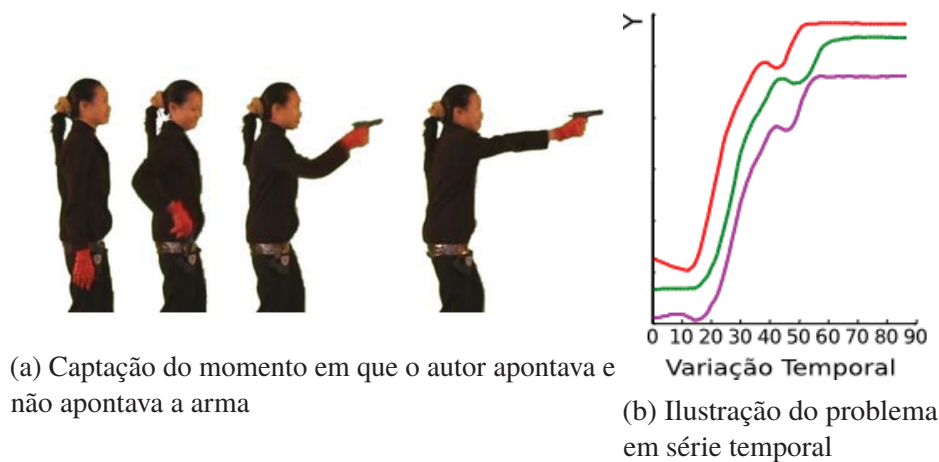 Y
0 10 20 30 40 50 60 70 80 90
Variação Temporal
(a) Captação do momento em que o autor apontava e
não apontava a arma
(b) Ilustração do problema
em série temporal